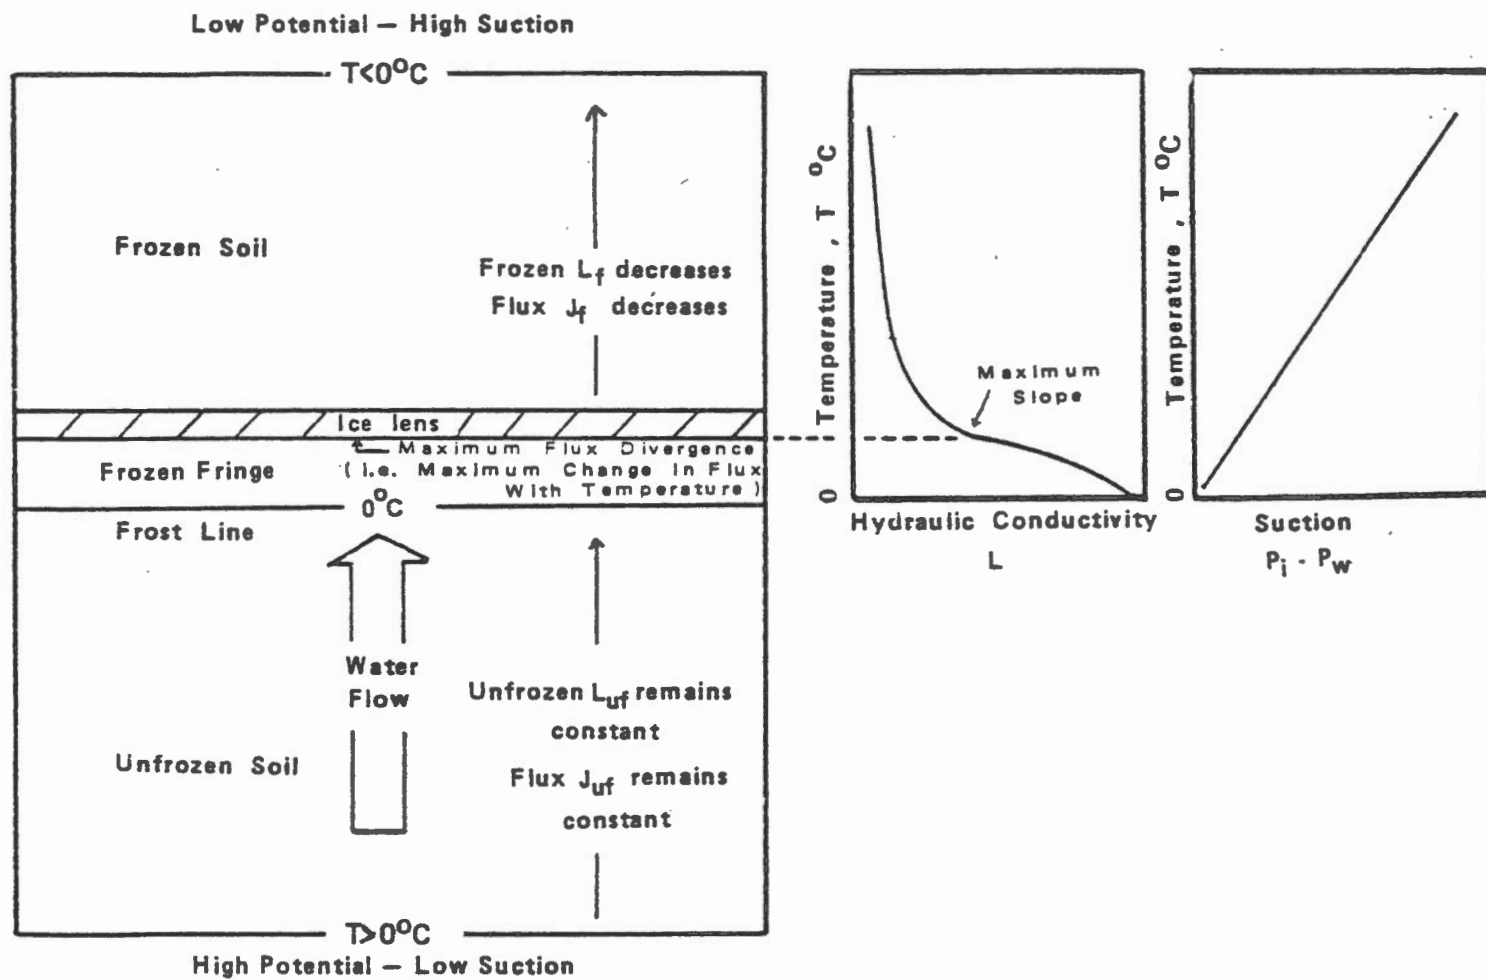 Low Potential — High Suction
T<0°C
Frozen Soil
Frozen Lf decreases
Flux Jf decreases
Ice lens
Maximum Flux Divergence
(i.e. Maximum Change In Flux
With Temperature)
Frozen Fringe
0°C
Frost Line
Water
Flow
Unfrozen Luf remains
constant
Unfrozen Soil
Flux Juf remains
constant
T>0°C
High Potential — Low Suction
Temperature , T °C
0
Maximum
Slope
Hydraulic Conductivity
L
Temperature , T °C
0
Suction
Pi - Pw